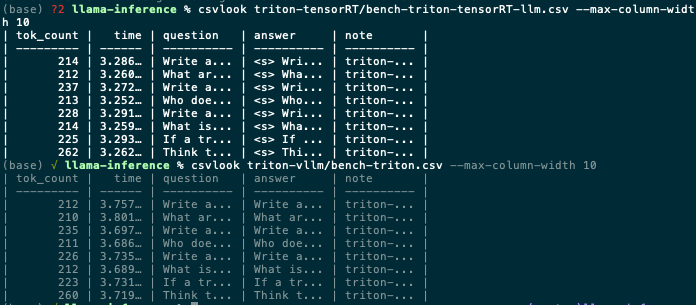 (base) ?2 llama-inference % csvlook triton-tensorRT/bench-triton-tensorRT-llm.csv --max-column-widt
h 10
| tok_count |   time | question   | answer     | note       |
| --------- | ------ | ---------- | ---------- | ---------- |
|       214 | 3.286… | Write a... | <s> Wri... | triton-... |
|       212 | 3.260… | What ar... | <s> Wha... | triton-... |
|       237 | 3.272… | Write a... | <s> Wri... | triton-... |
|       213 | 3.252… | Who doe... | <s> Who... | triton-... |
|       228 | 3.291… | Write a... | <s> Wri... | triton-... |
|       214 | 3.259… | What is... | <s> Wha... | triton-... |
|       225 | 3.293… | If a tr... | <s> If ... | triton-... |
|       262 | 3.262… | Think t... | <s> Thi... | triton-... |
(base) √ llama-inference % csvlook triton-vllm/bench-triton.csv --max-column-width 10
| tok_count |   time | question   | answer     | note       |
| --------- | ------ | ---------- | ---------- | ---------- |
|       212 | 3.757… | Write a... | Write a... | triton-... |
|       210 | 3.801… | What ar... | What ar... | triton-... |
|       235 | 3.697… | Write a... | Write a... | triton-... |
|       211 | 3.686… | Who doe... | Who doe... | triton-... |
|       226 | 3.735… | Write a... | Write a... | triton-... |
|       212 | 3.689… | What is... | What is... | triton-... |
|       223 | 3.731… | If a tr... | If a tr... | triton-... |
|       260 | 3.719… | Think t... | Think t... | triton-... |